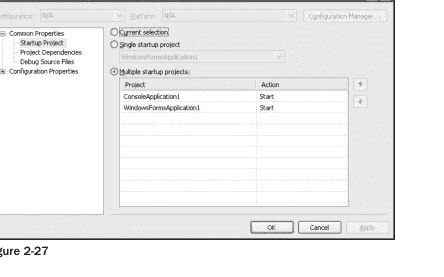 onfiguration: N/A Platform: N/A Configuration Manager...
Common Properties
Startup Project
Project Dependencies
Debug Source Files
Configuration Properties
Current selection
Single startup project
WindowsFormsApplication1
Multiple startup projects:
Project Action
ConsoleApplication1 Start
WindowsFormsApplication1 Start
OK Cancel Apply
gure 2-27